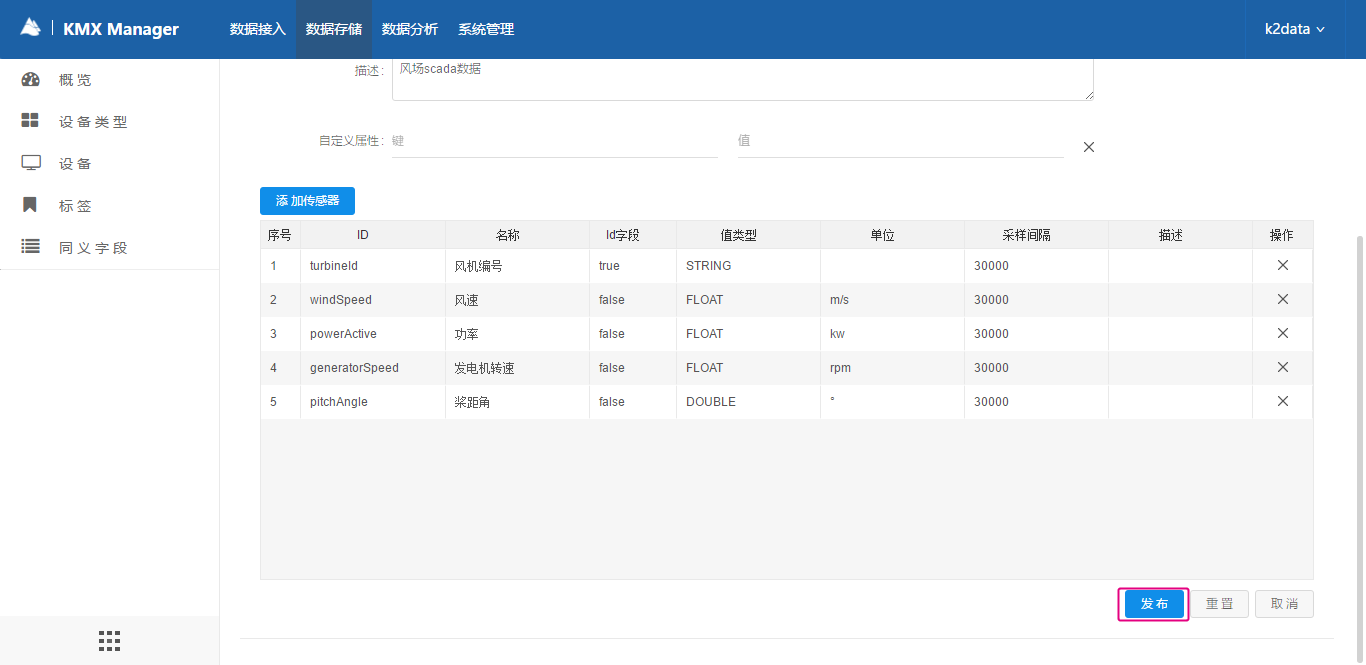 KMX Manager 数据接入 数据存储 数据分析 系统管理 k2data
概览
设备类型
设备
标签
同义字段
描述: 风场scada数据
自定义属性: 键 值
添加传感器
序号 ID 名称 Id字段 值类型 单位 采样间隔 描述 操作
1 turbineId 风机编号 true STRING 30000
2 windSpeed 风速 false FLOAT m/s 30000
3 powerActive 功率 false FLOAT kw 30000
4 generatorSpeed 发电机转速 false FLOAT rpm 30000
5 pitchAngle 桨距角 false DOUBLE ° 30000
发布 重置 取消